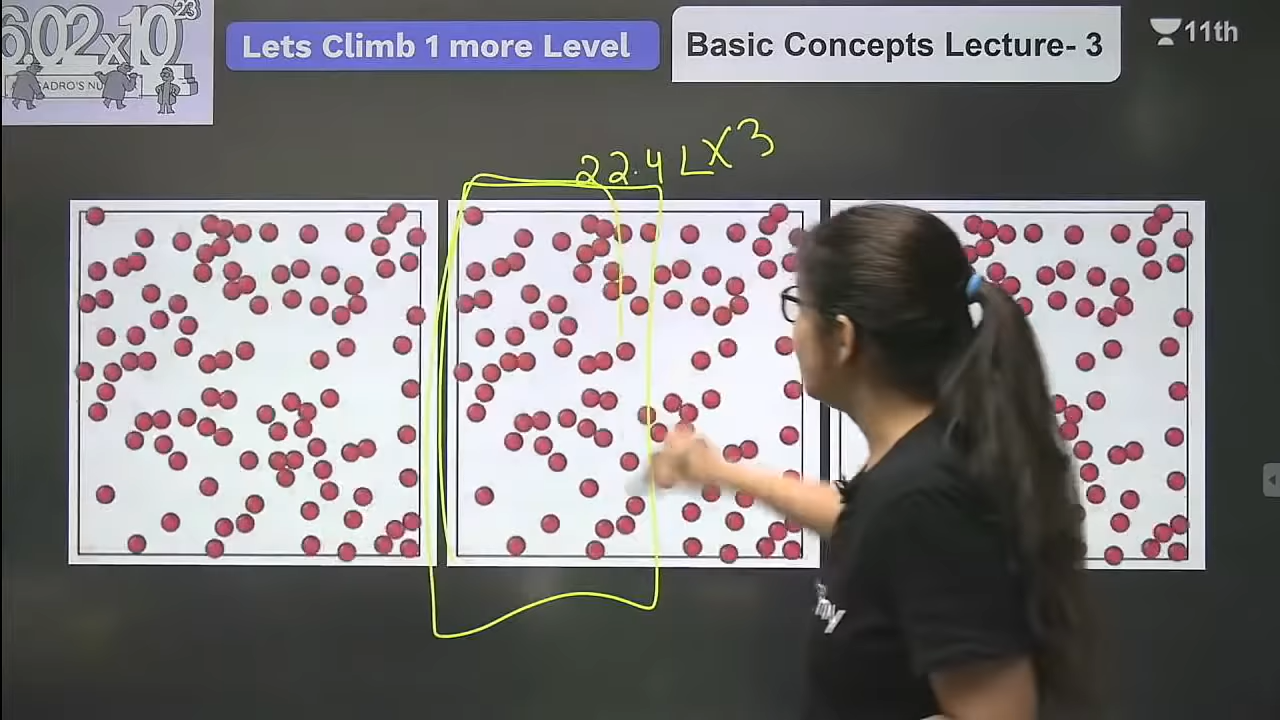 6.02x10
23
ADRO'S NU
Lets Climb 1 more Level
Basic Concepts Lecture- 3
11th
22.4 L X 3